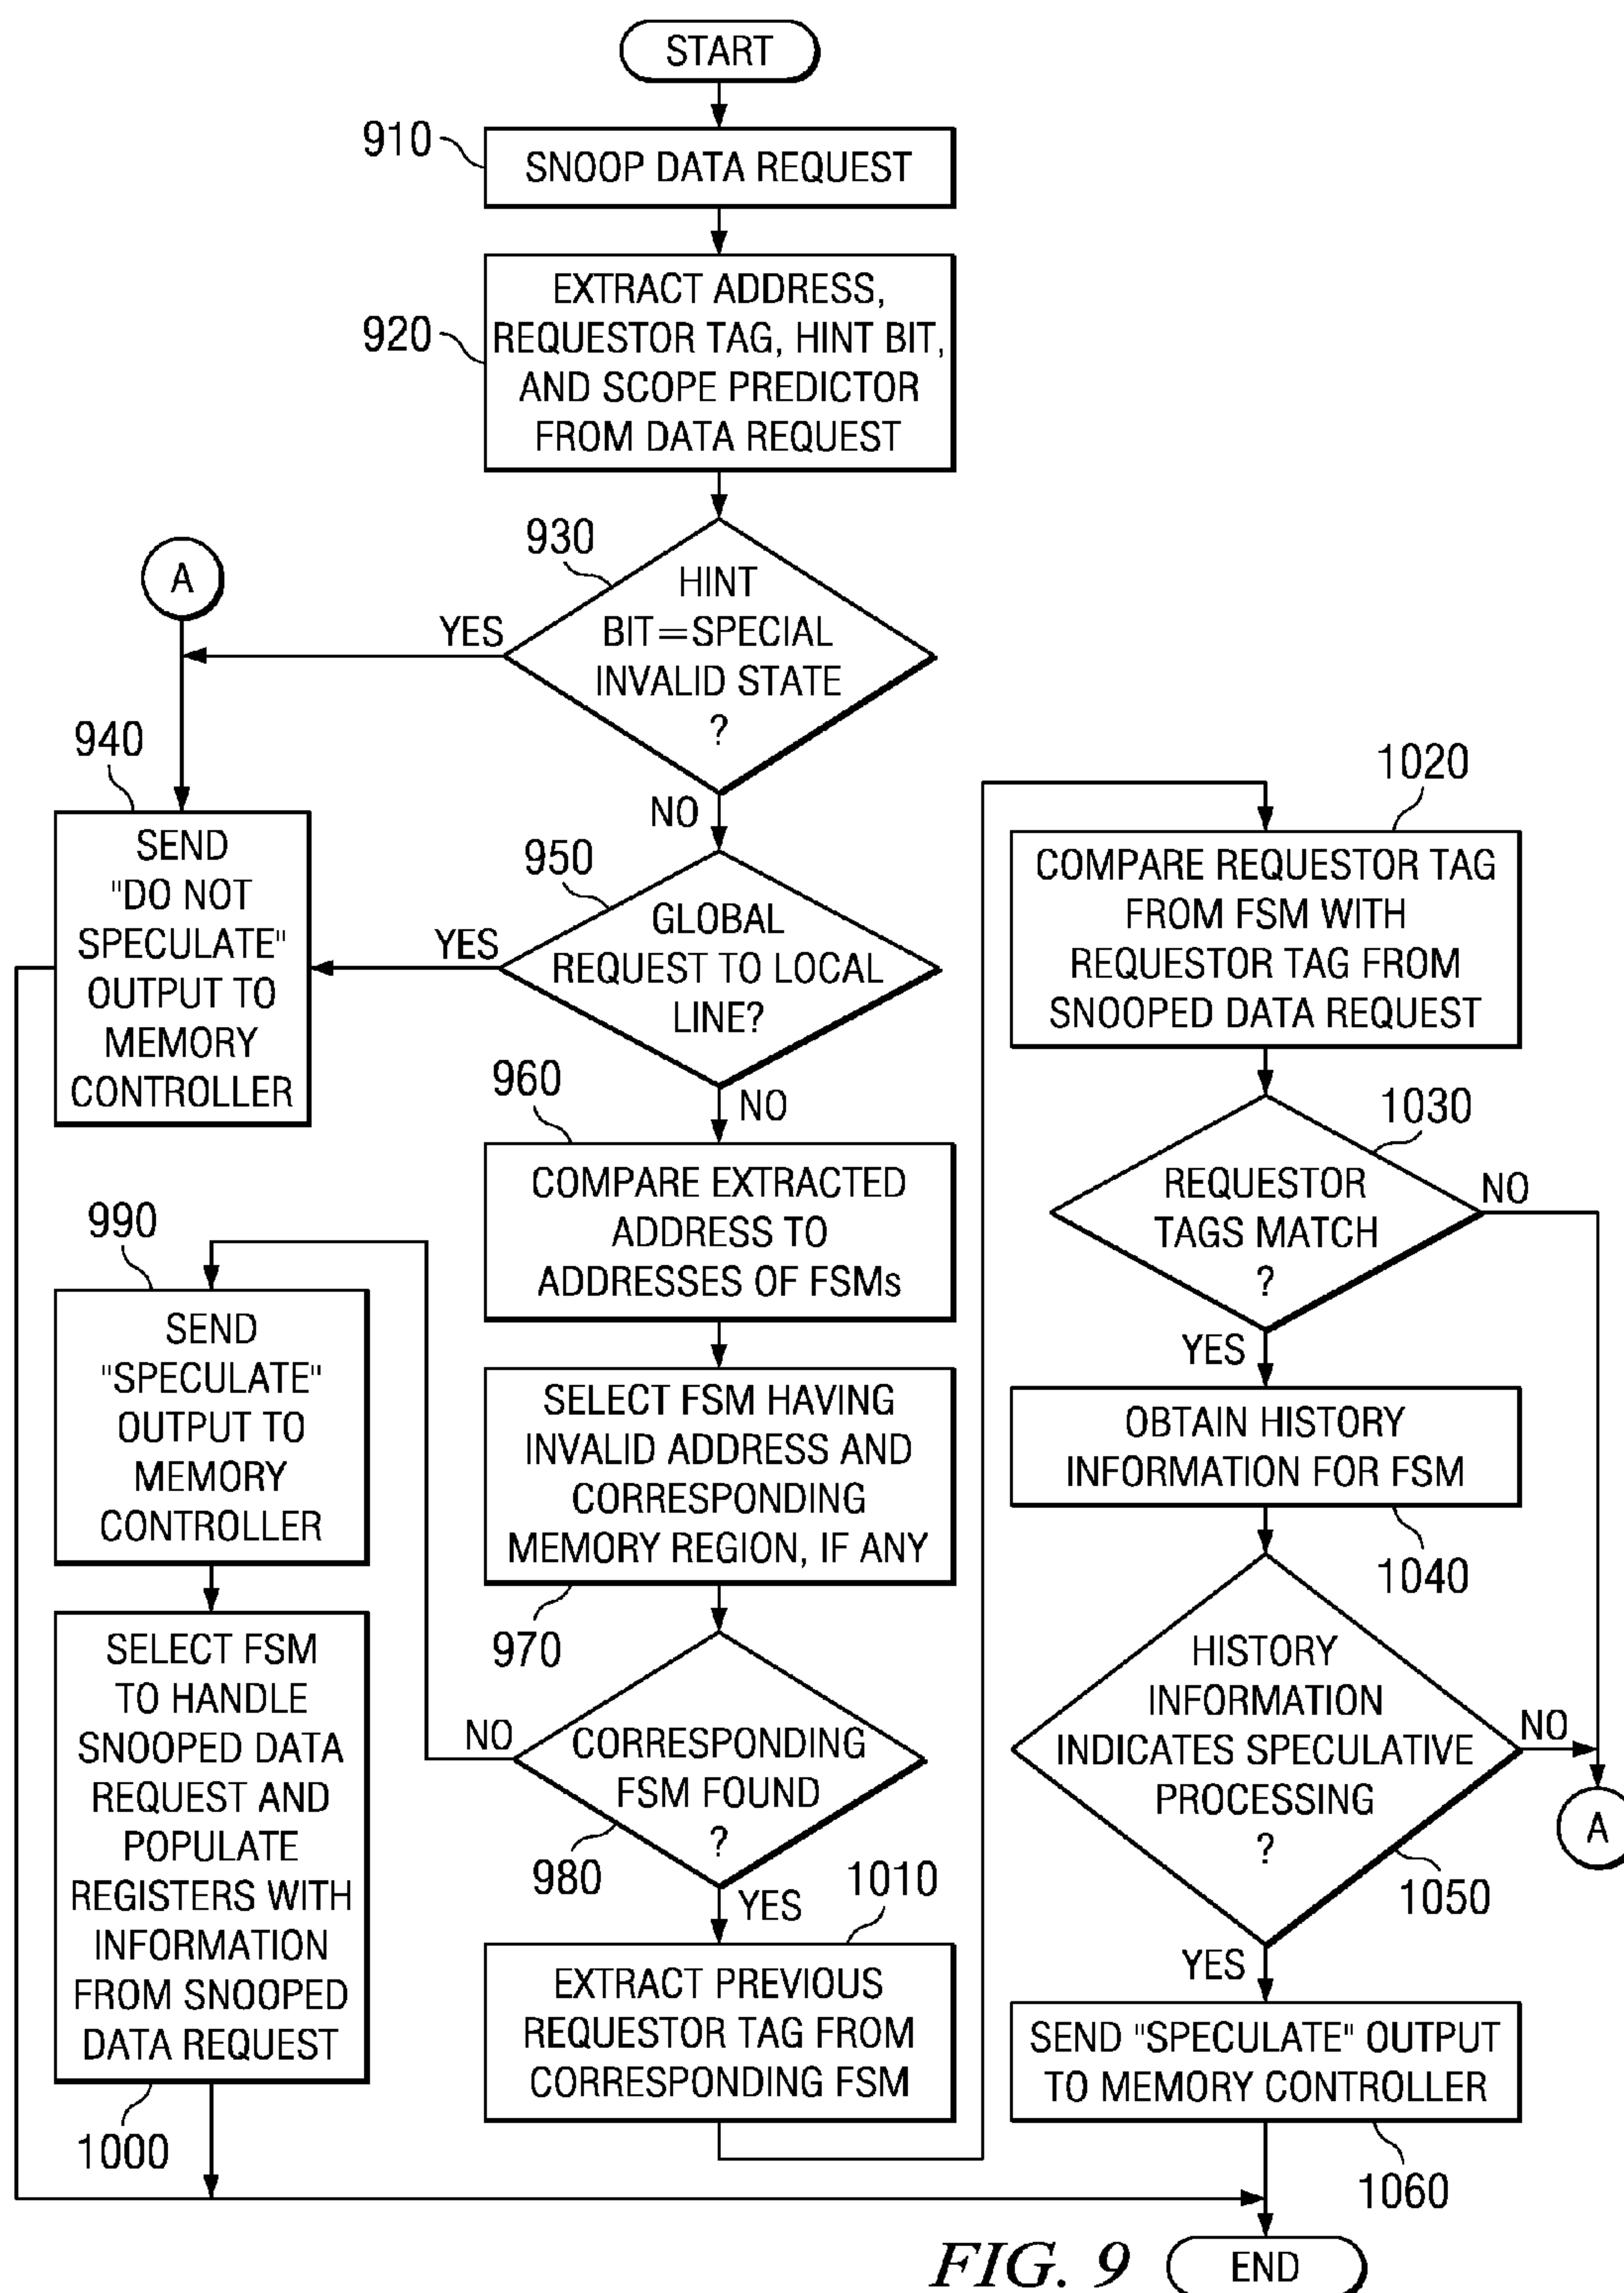 START
910
SNOOP DATA REQUEST
920
EXTRACT ADDRESS,
REQUESTOR TAG, HINT BIT,
AND SCOPE PREDICTOR
FROM DATA REQUEST
930
HINT
BIT=SPECIAL
INVALID STATE
?
YES
NO
A
940
SEND
"DO NOT
SPECULATE"
OUTPUT TO
MEMORY
CONTROLLER
950
GLOBAL
REQUEST TO LOCAL
LINE?
YES
NO
960
COMPARE EXTRACTED
ADDRESS TO
ADDRESSES OF FSMs
SELECT FSM HAVING
INVALID ADDRESS AND
CORRESPONDING
MEMORY REGION, IF ANY
970
CORRESPONDING
FSM FOUND
?
980
NO
YES
990
SEND
"SPECULATE"
OUTPUT TO
MEMORY
CONTROLLER
SELECT FSM
TO HANDLE
SNOOPED DATA
REQUEST AND
POPULATE
REGISTERS WITH
INFORMATION
FROM SNOOPED
DATA REQUEST
1000
1010
EXTRACT PREVIOUS
REQUESTOR TAG FROM
CORRESPONDING FSM
1020
COMPARE REQUESTOR TAG
FROM FSM WITH
REQUESTOR TAG FROM
SNOOPED DATA REQUEST
1030
REQUESTOR
TAGS MATCH
?
NO
YES
OBTAIN HISTORY
INFORMATION FOR FSM
1040
HISTORY
INFORMATION
INDICATES SPECULATIVE
PROCESSING
?
NO
A
1050
YES
SEND "SPECULATE" OUTPUT
TO MEMORY CONTROLLER
1060
END
FIG. 9